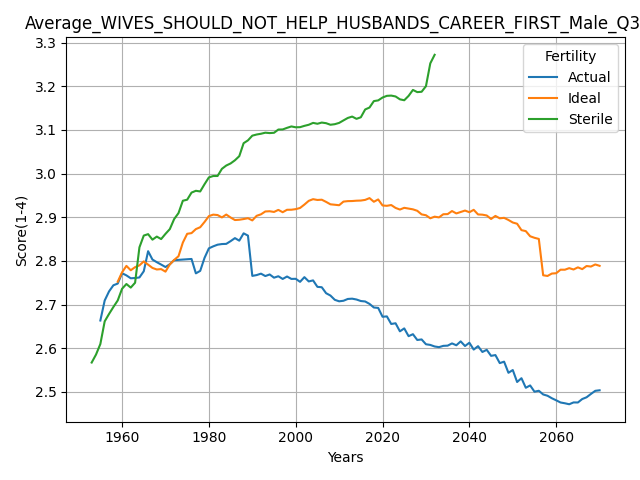 Average_WIVES_SHOULD_NOT_HELP_HUSBANDS_CAREER_FIRST_Male_Q3
Fertility
Actual
Ideal
Sterile
Score(1-4)
3.3
3.2
3.1
3.0
2.9
2.8
2.7
2.6
2.5
1960 1980 2000 2020 2040 2060
Years